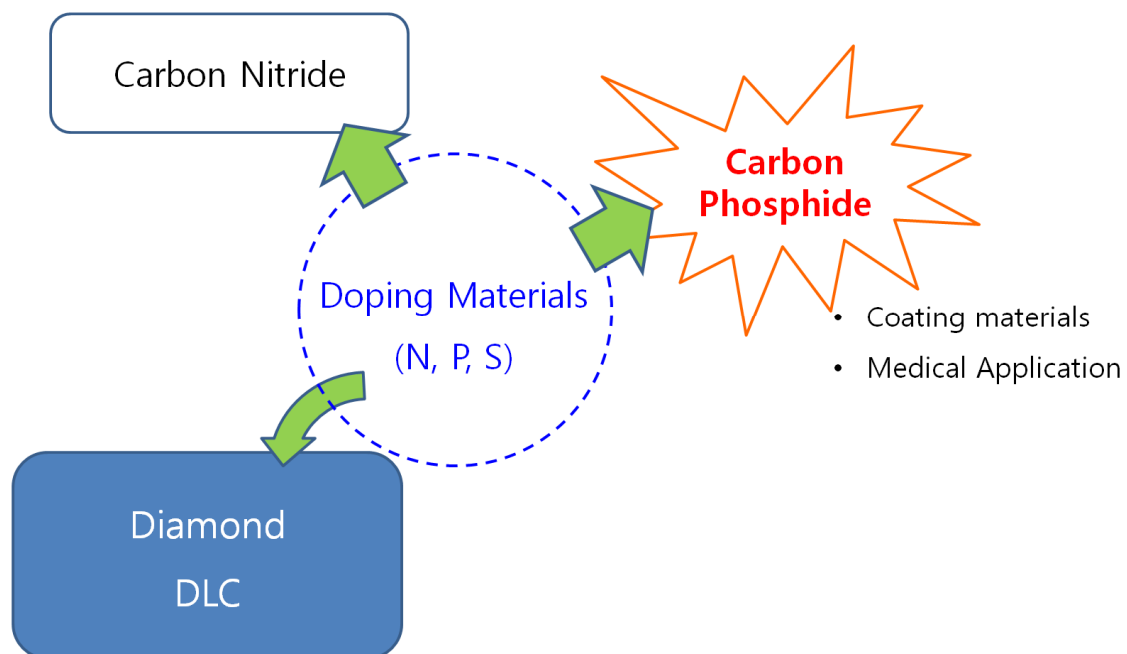 Carbon Nitride
Carbon
Phosphide
Doping Materials
(N, P, S)
• Coating materials
• Medical Application
Diamond
DLC